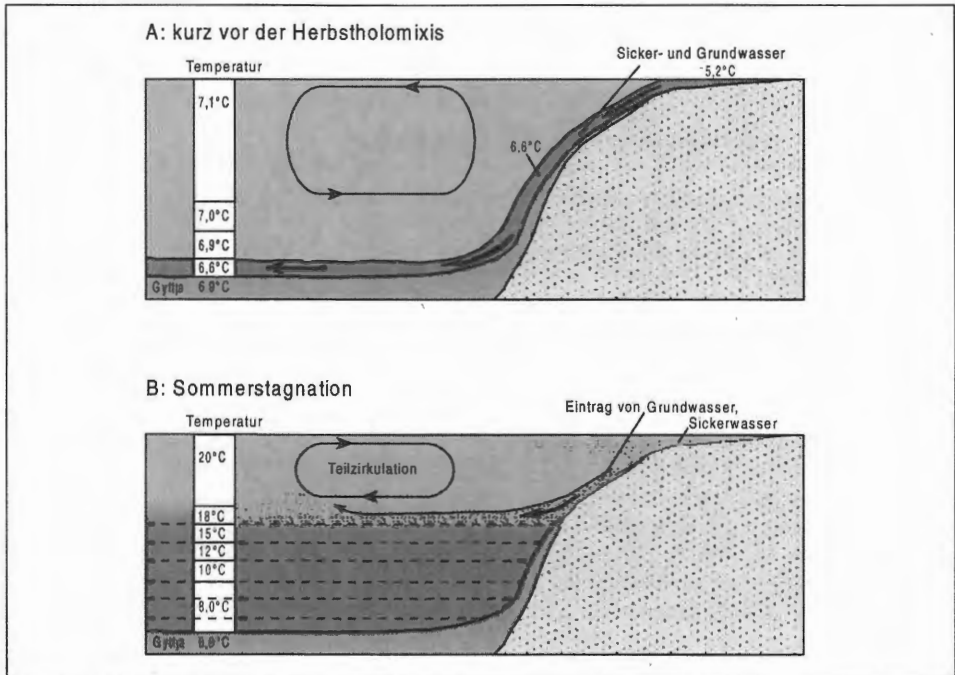 A: kurz vor der Herbstholomixis
Temperatur
Sicker- und Grundwasser
5,2°C
7,1°C
6,6°C
7,0°C
6,9°C
6,6°C
Gyttja 6,9°C
B: Sommerstagnation
Temperatur
Eintrag von Grundwasser,
Sickerwasser
20°C
Teilzirkulation
18°C
15°C
12°C
10°C
8,0°C
Gyttja